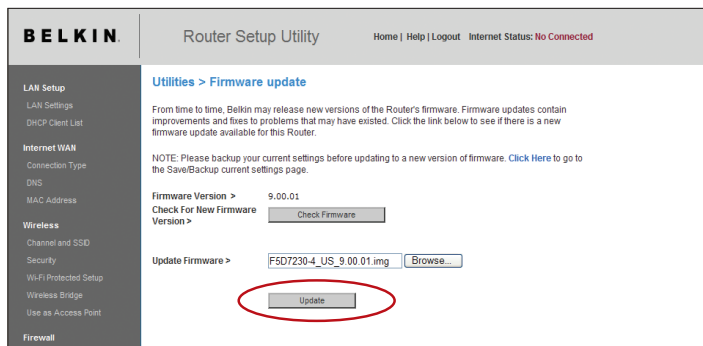 BELKIN.
Router Setup Utility
Home | Help | Logout Internet Status: No Connected
LAN Setup
LAN Settings
DHCP Client List
Internet WAN
Connection Type
DNS
MAC Address
Wireless
Channel and SSID
Security
Wi-Fi Protected Setup
Wireless Bridge
Use as Access Point
Firewall
Utilities > Firmware update
From time to time, Belkin may release new versions of the Router's firmware. Firmware updates contain
improvements and fixes to problems that may have existed. Click the link below to see if there is a new
firmware update available for this Router.
NOTE: Please backup your current settings before updating to a new version of firmware. Click Here to go to
the Save/Backup current settings page.
Firmware Version > 9.00.01
Check For New Firmware
Version >
Check Firmware
Update Firmware > F5D7230-4_US_9.00.01.img Browse...
Update